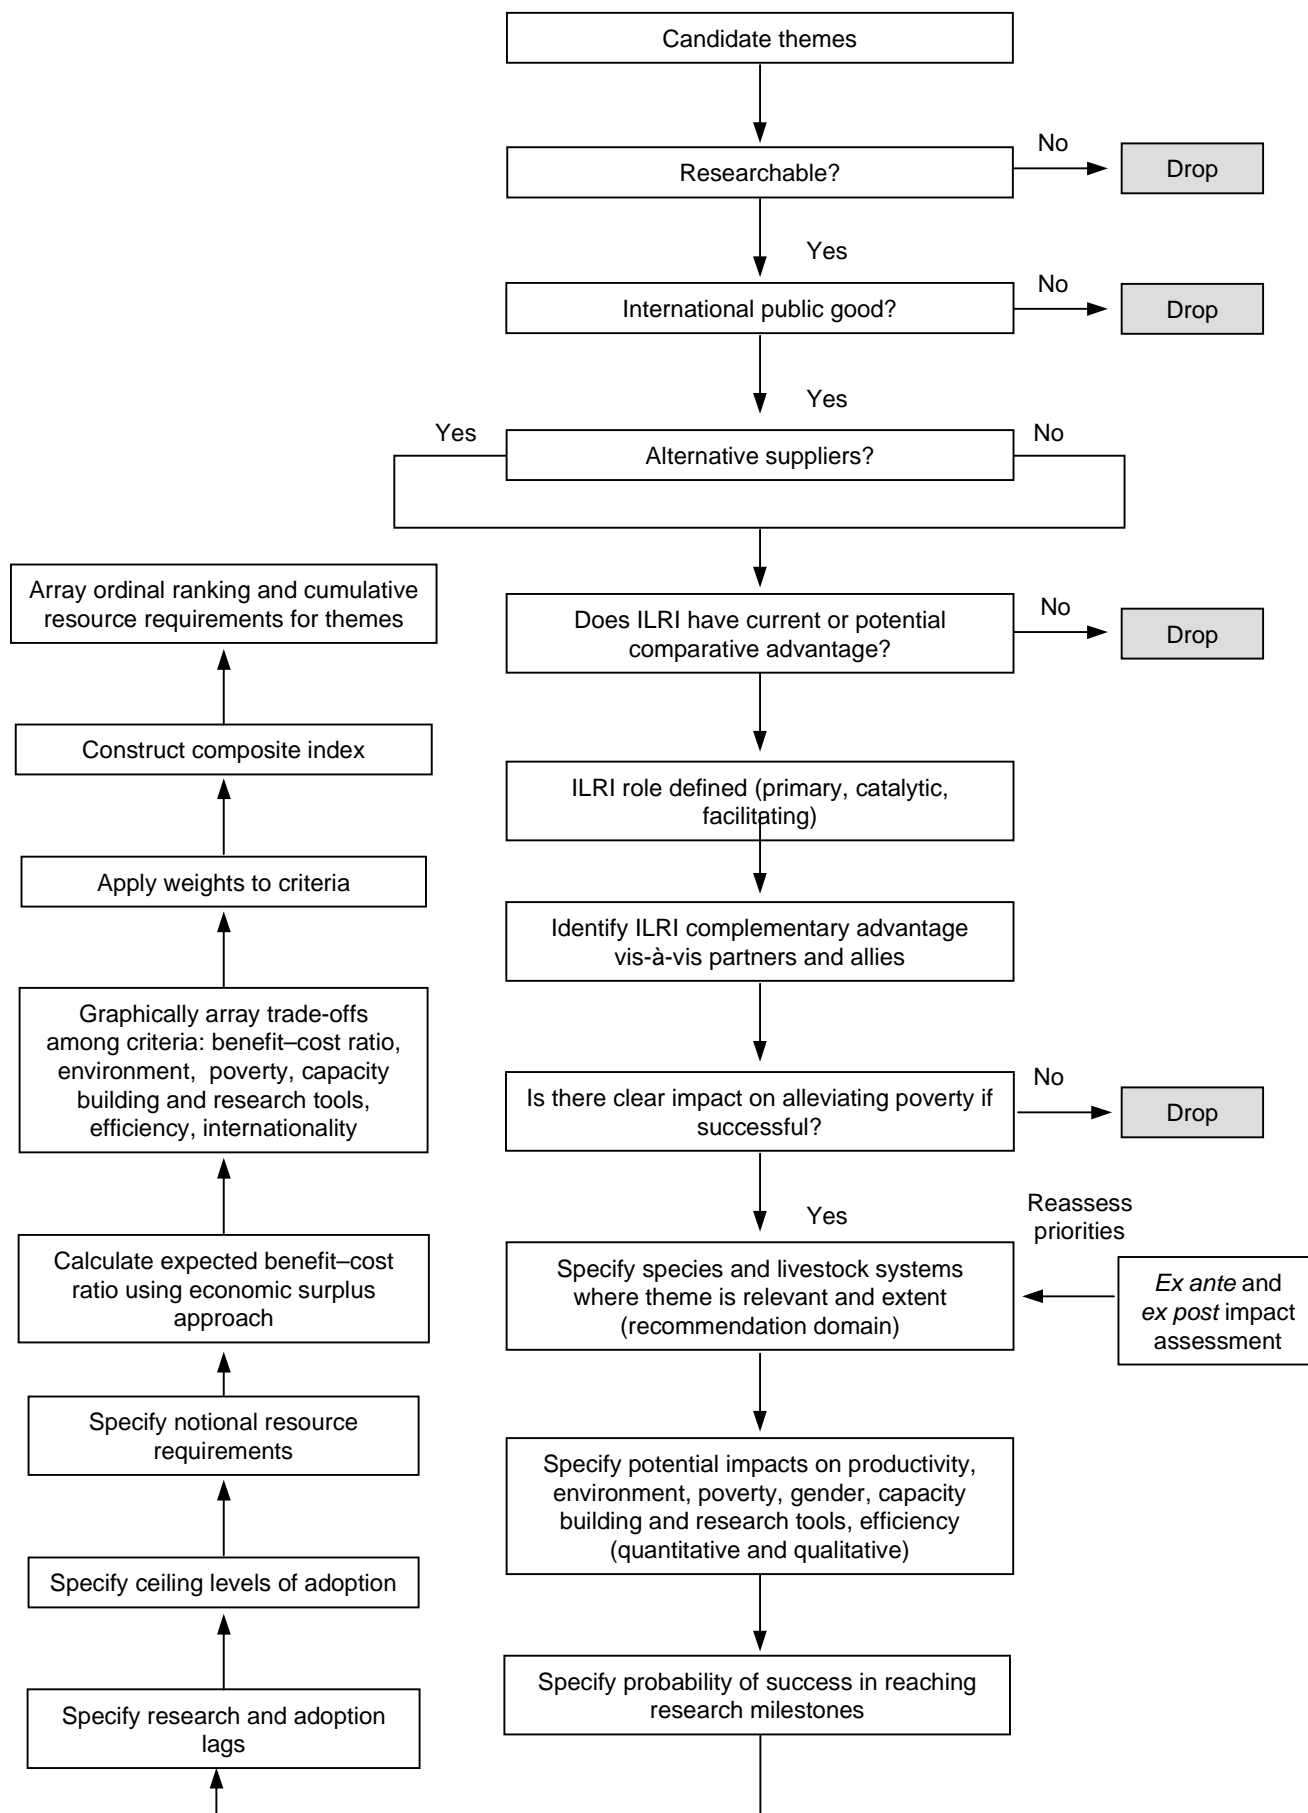 Candidate themes
Researchable?
No
Drop
Yes
International public good?
No
Drop
Yes
Yes
Alternative suppliers?
No
Does ILRI have current or potential
comparative advantage?
No
Drop
ILRI role defined (primary, catalytic,
facilitating)
Identify ILRI complementary advantage
vis-à-vis partners and allies
Is there clear impact on alleviating poverty if
successful?
No
Drop
Yes
Reassess
priorities
Specify species and livestock systems
where theme is relevant and extent
(recommendation domain)
Ex ante and
ex post impact
assessment
Specify potential impacts on productivity,
environment, poverty, gender, capacity
building and research tools, efficiency
(quantitative and qualitative)
Specify probability of success in reaching
research milestones
Specify research and adoption
lags
Specify ceiling levels of adoption
Specify notional resource
requirements
Calculate expected benefit–cost
ratio using economic surplus
approach
Graphically array trade-offs
among criteria: benefit–cost ratio,
environment, poverty, capacity
building and research tools,
efficiency, internationality
Apply weights to criteria
Construct composite index
Array ordinal ranking and cumulative
resource requirements for themes